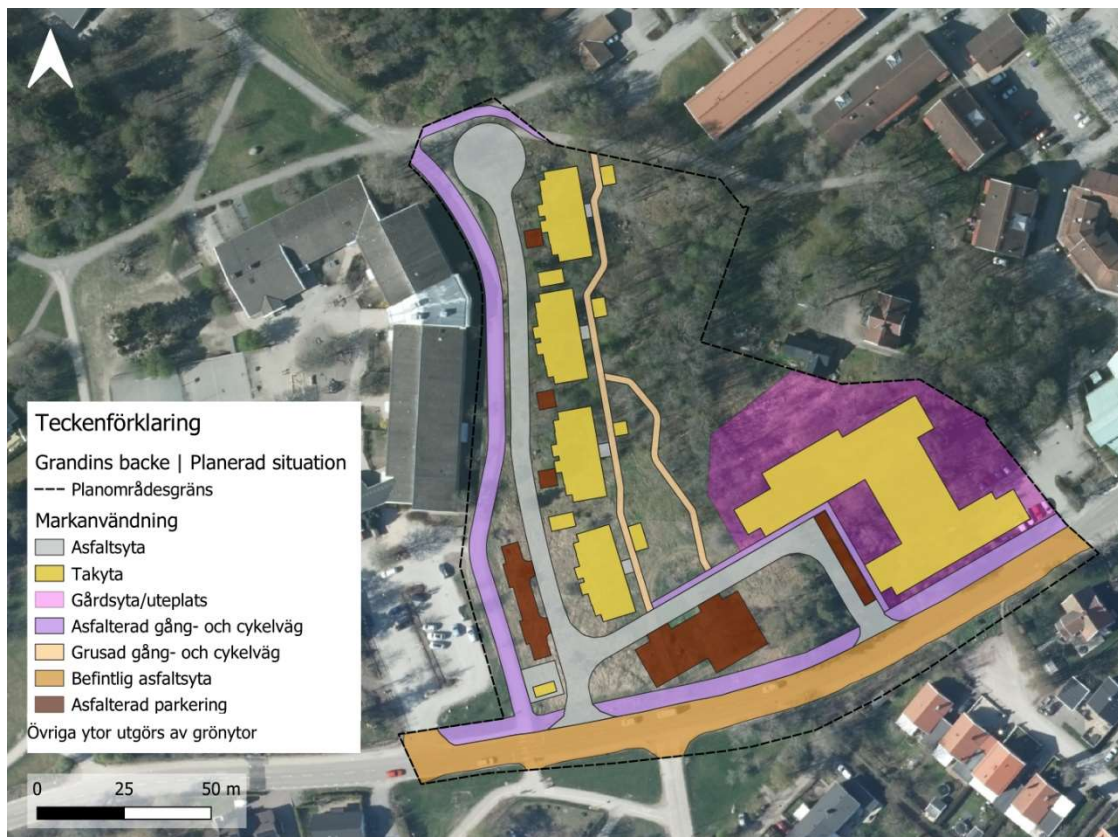 Teckenförklaring
Grandins backe | Planerad situation
Planområdesgräns
Markanvändning
Asfaltsyta
Takyta
Gårdsyta/uteplats
Asfalterad gång- och cykelväg
Grusad gång- och cykelväg
Befintlig asfaltsyta
Asfalterad parkering
Övriga ytor utgörs av grönytor
0 25 50 m